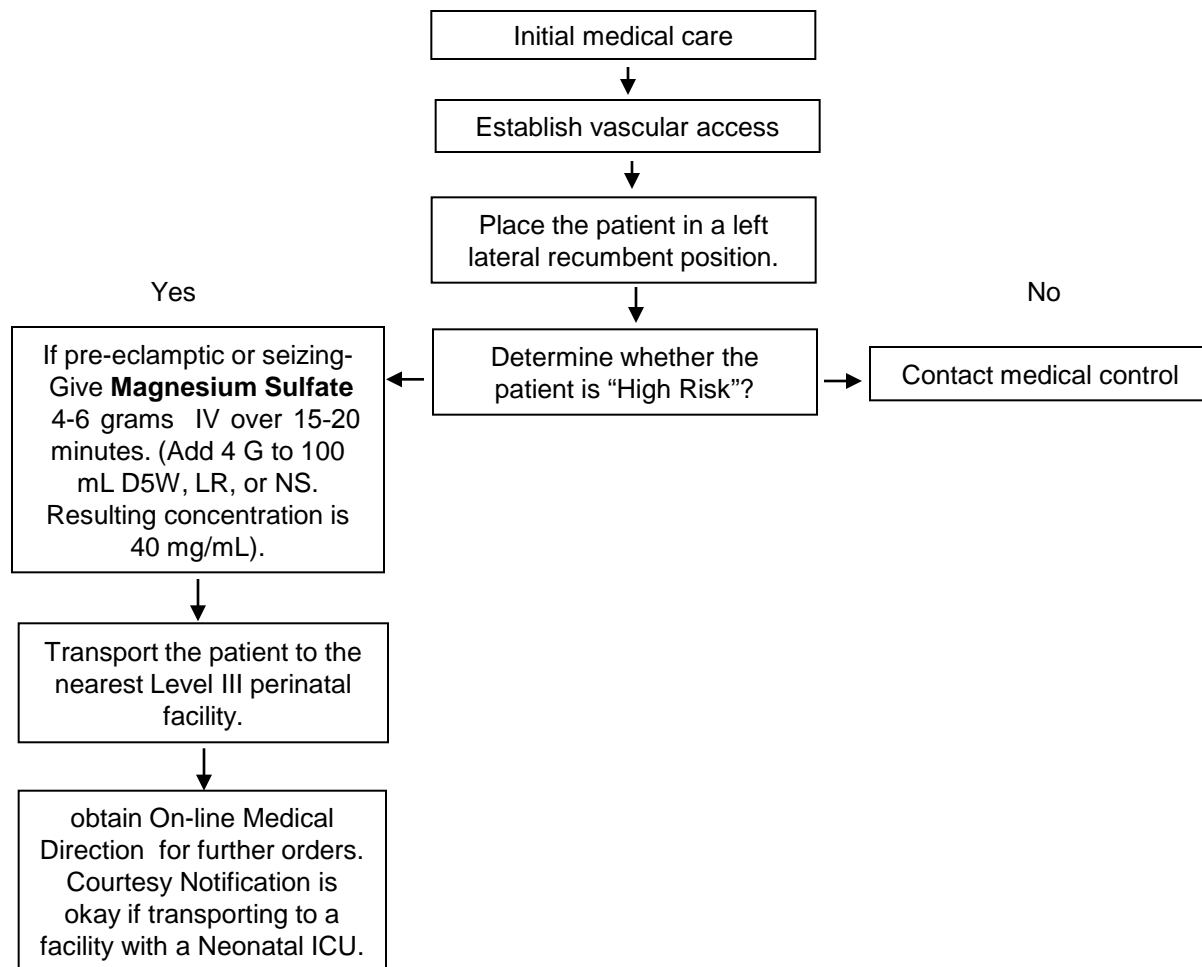 Initial medical care
Establish vascular access
Place the patient in a left
lateral recumbent position.
Yes
No
Determine whether the
patient is “High Risk”?
If pre-eclamptic or seizing-
Give Magnesium Sulfate
4-6 grams IV over 15-20
minutes. (Add 4 G to 100
mL D5W, LR, or NS.
Resulting concentration is
40 mg/mL).
Contact medical control
Transport the patient to the
nearest Level III perinatal
facility.
obtain On-line Medical
Direction for further orders.
Courtesy Notification is
okay if transporting to a
facility with a Neonatal ICU.